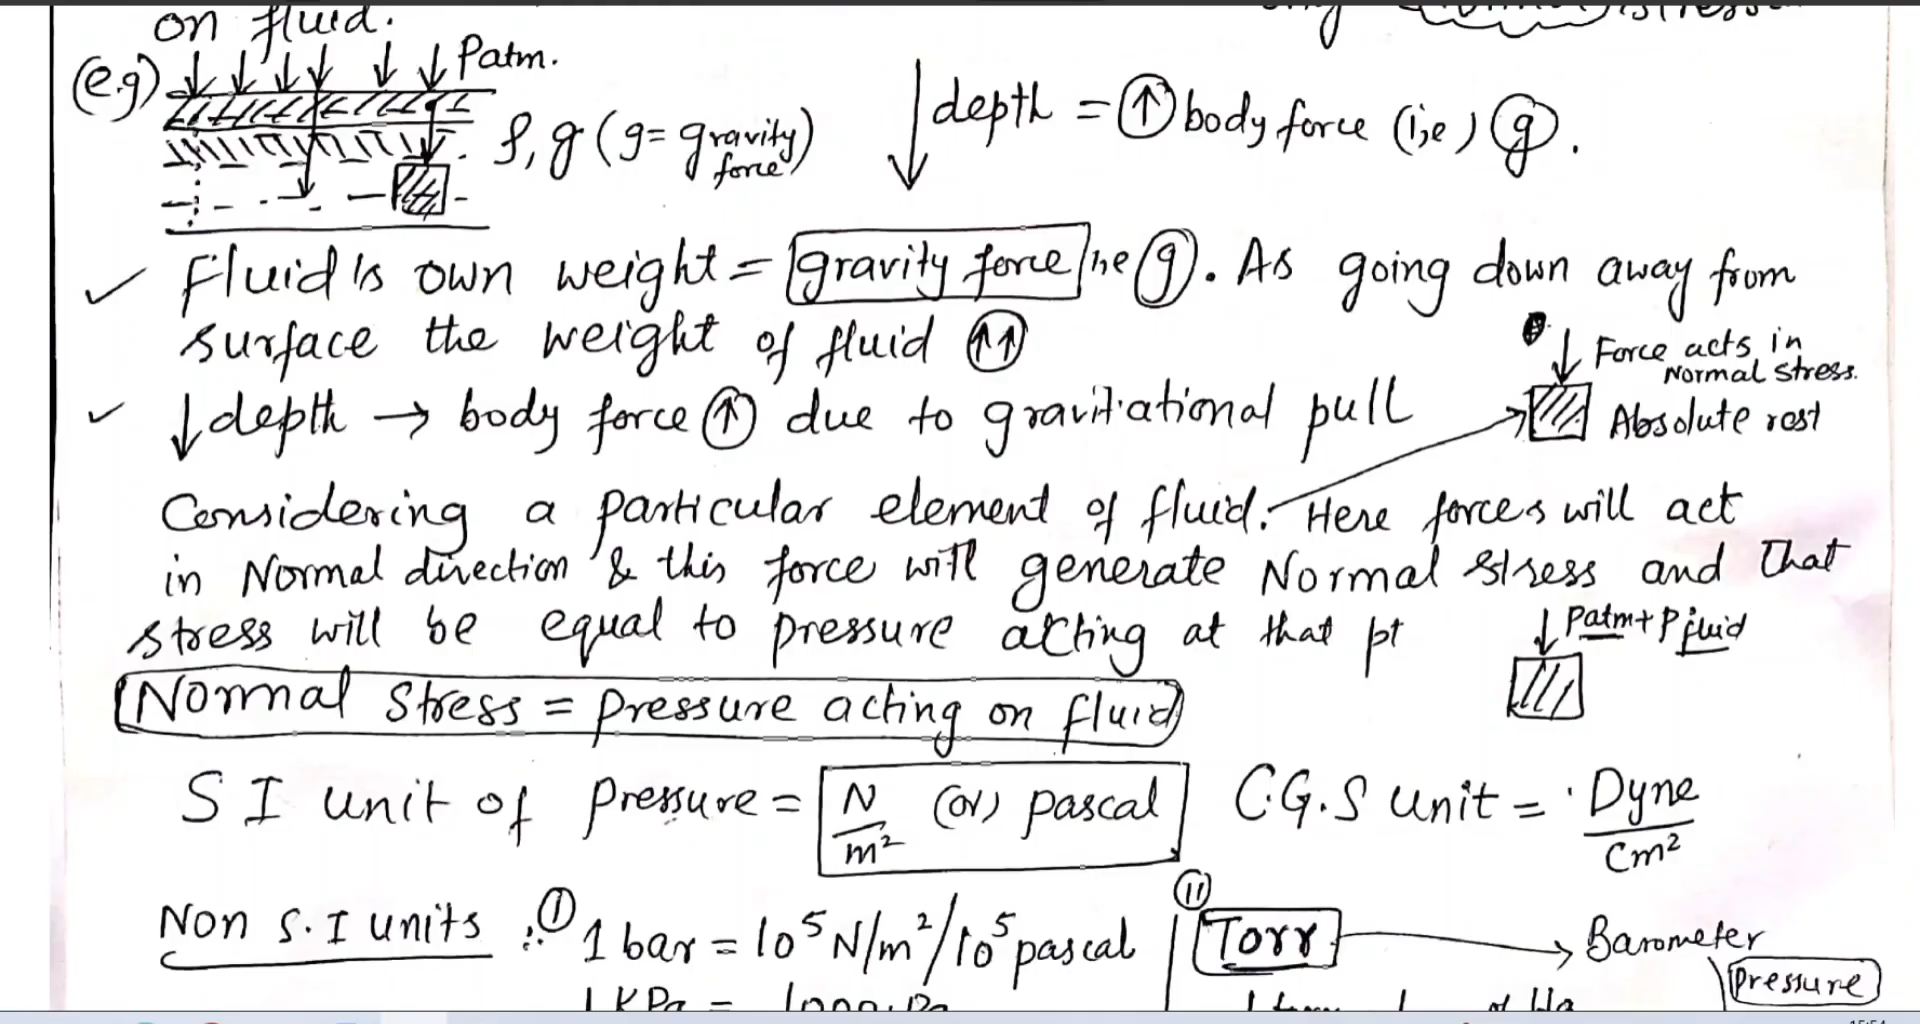 on fluid.
(e.g) Patm.
ρ, g (g = gravity force)
depth = ↑ body force (i,e) g.
✓ Fluid's own weight = gravity force i.e g. As going down away from
surface the weight of fluid ↑↑
Force acts in
Normal stress.
✓ ↓ depth → body force ↑ due to gravitational pull
Absolute rest
Considering a particular element of fluid. Here forces will act
in Normal direction & this force will generate Normal stress and that
stress will be equal to pressure acting at that pt
↓ Patm + P fluid
Normal Stress = Pressure acting on fluid
S I unit of Pressure = N/m² (or) pascal
C.G.S unit = Dyne/Cm²
Non S.I units :
① 1 bar = 10⁵ N/m² / 10⁵ pascal
⑪ Torr → Barometer
Pressure
1 KPa =